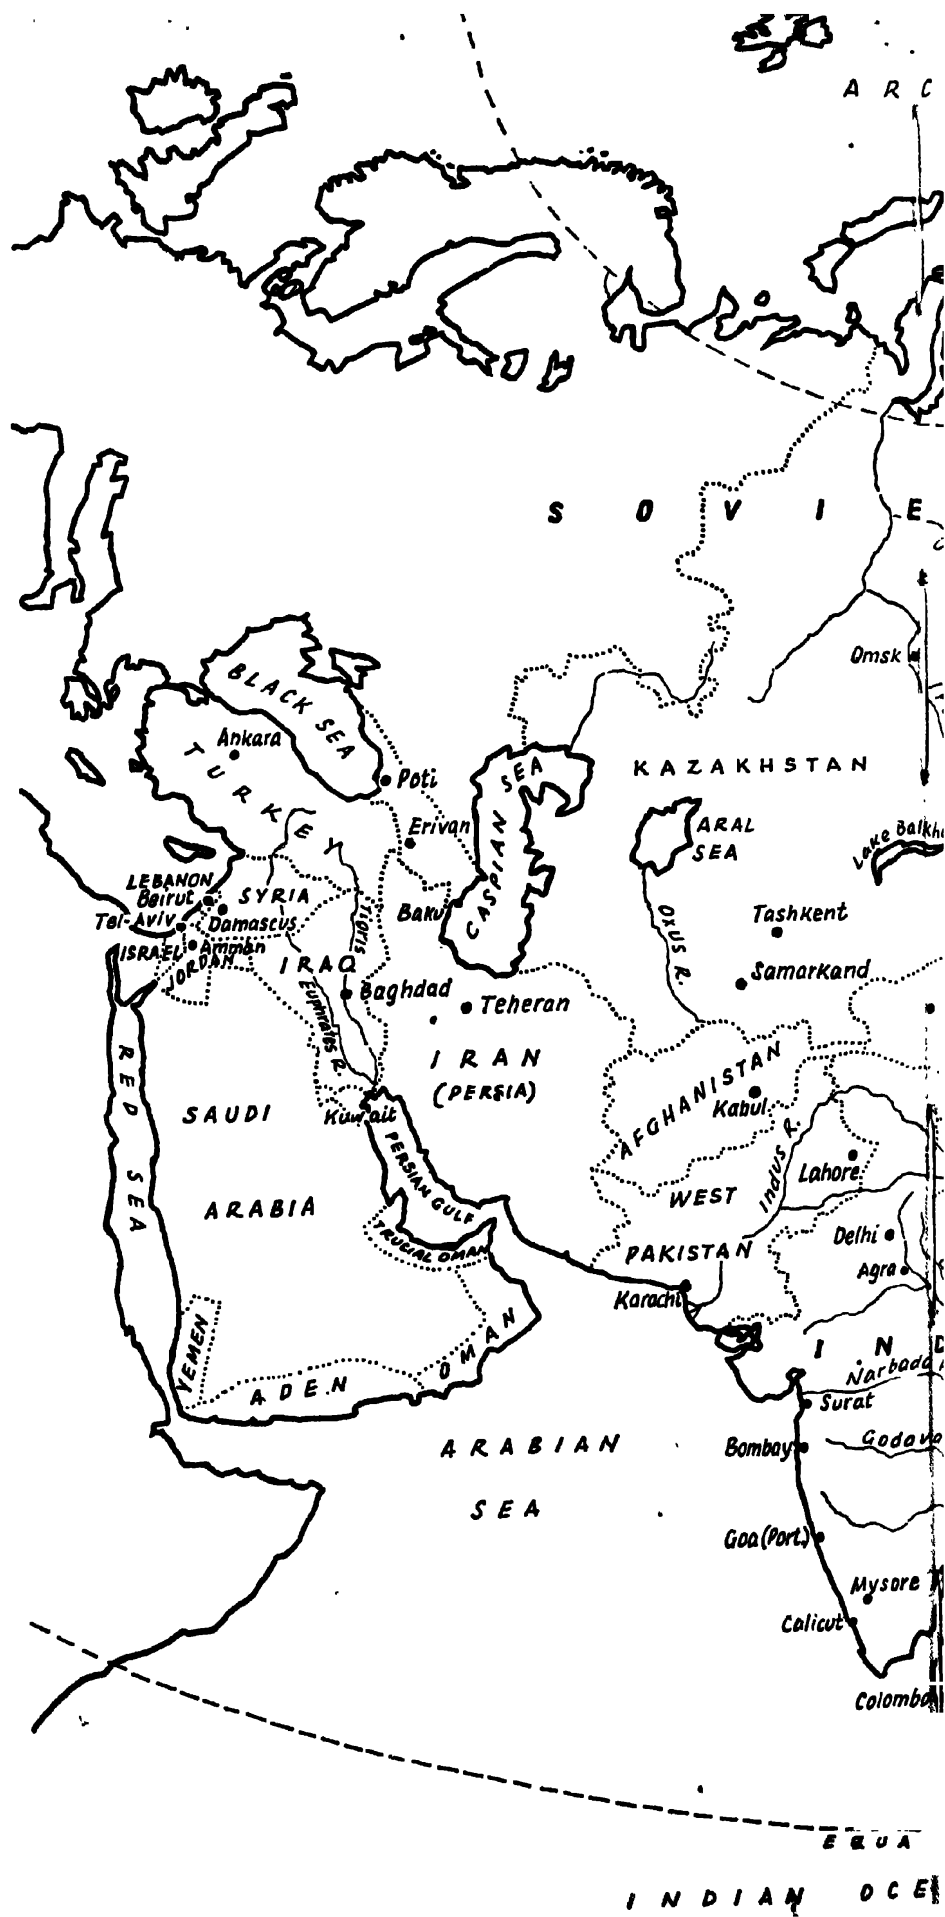 A R C
S O V I E
Omsk
BLACK SEA
Ankara
TURKEY
Poti
CASPIAN SEA
KAZAKHSTAN
Erivan
ARAL
SEA
Lake Balkh
LEBANON
Beirut
SYRIA
Baku
Tel-Aviv
Damascus
TIGRIS
OXUS R.
Tashkent
ISRAEL
Amman
JORDAN
IRAQ
Samarkand
Euphrates R.
Baghdad
Teheran
RED SEA
IRAN
(PERSIA)
AFGHANISTAN
Kabul
SAUDI
Kuwait
Indus R.
Lahore
PERSIAN GULF
WEST
ARABIA
TRUCIAL OMAN
PAKISTAN
Delhi
Agra
Karachi
YEMEN
OMAN
I N D
Narbada
ADEN
Surat
ARABIAN
Bombay
Godava
SEA
Goa (Port.)
Mysore
Calicut
Colombo
EQUA
INDIAN OCE